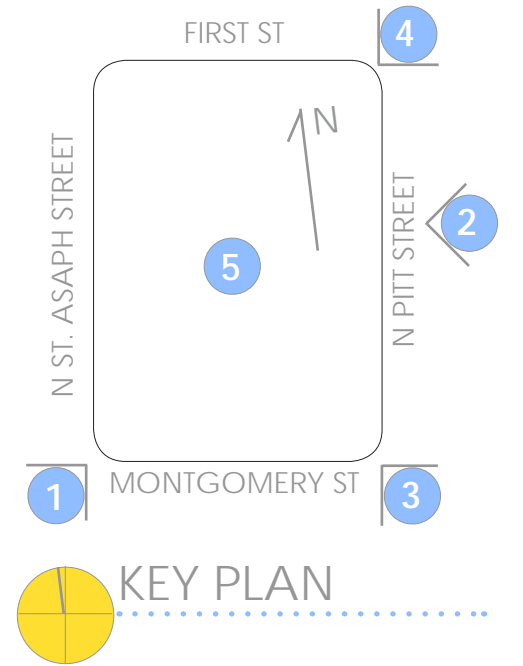 FIRST ST
4
N
N ST. ASAPH STREET
N PITT STREET
2
5
1
MONTGOMERY ST
3
KEY PLAN